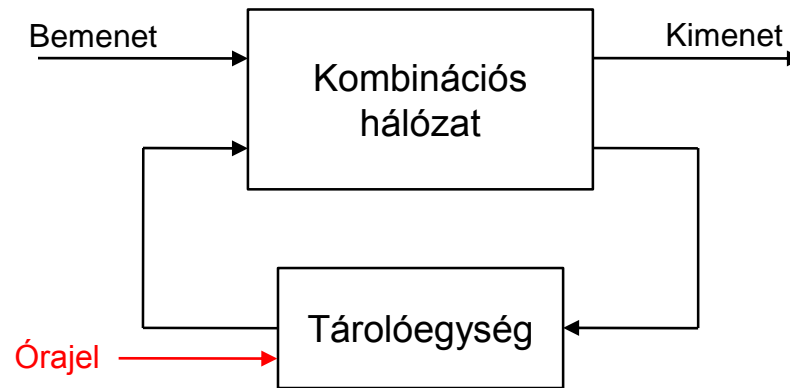 Bemenet
Kimenet
Kombinációs
hálózat
Tárolóegység
Órajel